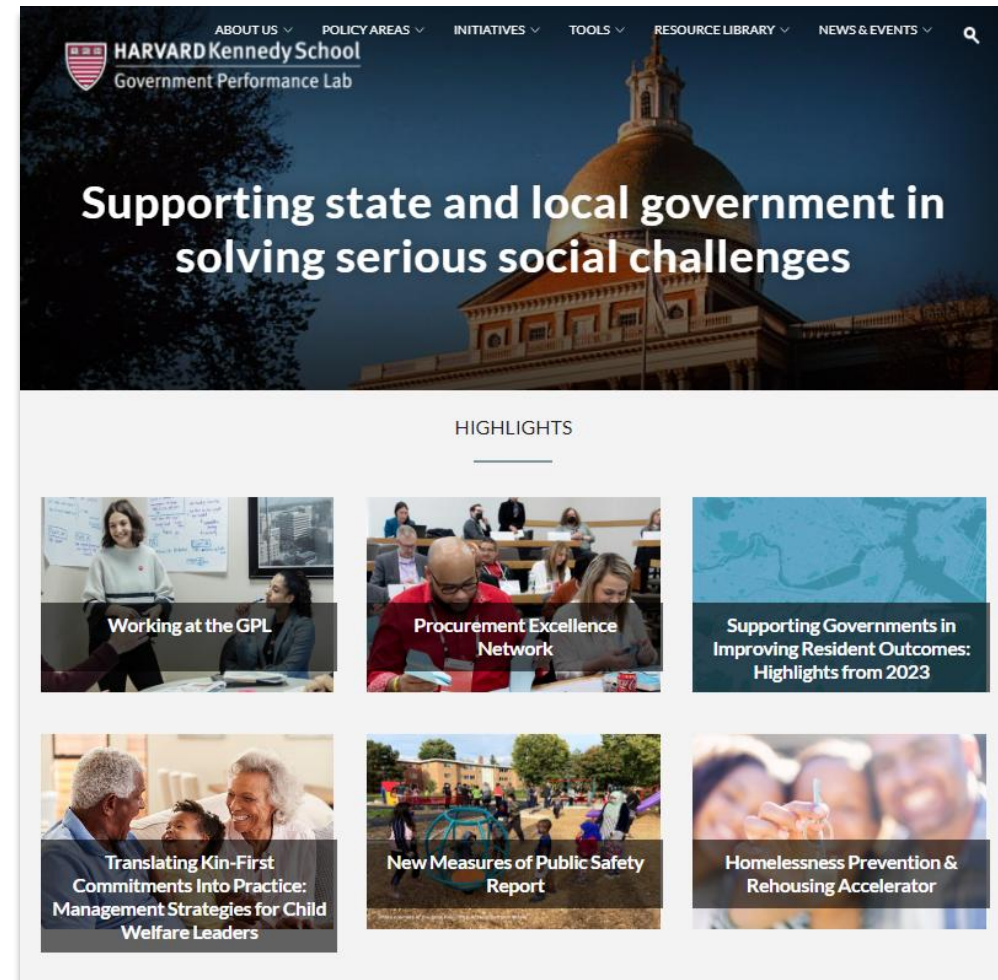 ABOUT US
POLICY AREAS
INITIATIVES
TOOLS
RESOURCE LIBRARY
NEWS & EVENTS
HARVARD Kennedy School
Government Performance Lab
Supporting state and local government in
solving serious social challenges
HIGHLIGHTS
Working at the GPL
Procurement Excellence
Network
Supporting Governments in
Improving Resident Outcomes:
Highlights from 2023
Translating Kin-First
Commitments Into Practice:
Management Strategies for Child
Welfare Leaders
New Measures of Public Safety
Report
Homelessness Prevention &
Rehousing Accelerator